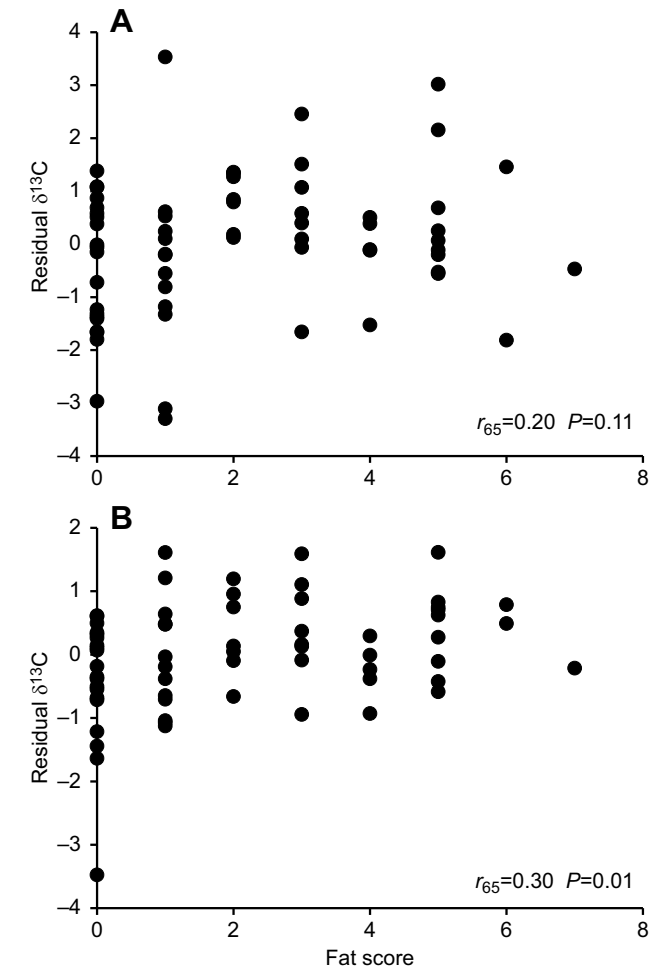 A
4
3
2
1
0
–1
–2
–3
–4
Residual δ¹³C
r₆₅=0.20 P=0.11
0 2 4 6 8
B
2
1
0
–1
–2
–3
–4
Residual δ¹³C
r₆₅=0.30 P=0.01
0 2 4 6 8
Fat score